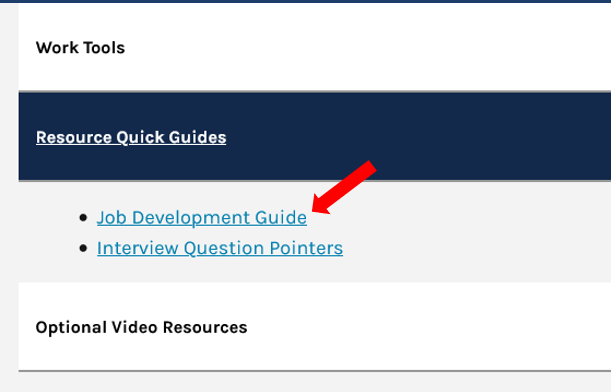 Work Tools
Resource Quick Guides
Job Development Guide
Interview Question Pointers
Optional Video Resources